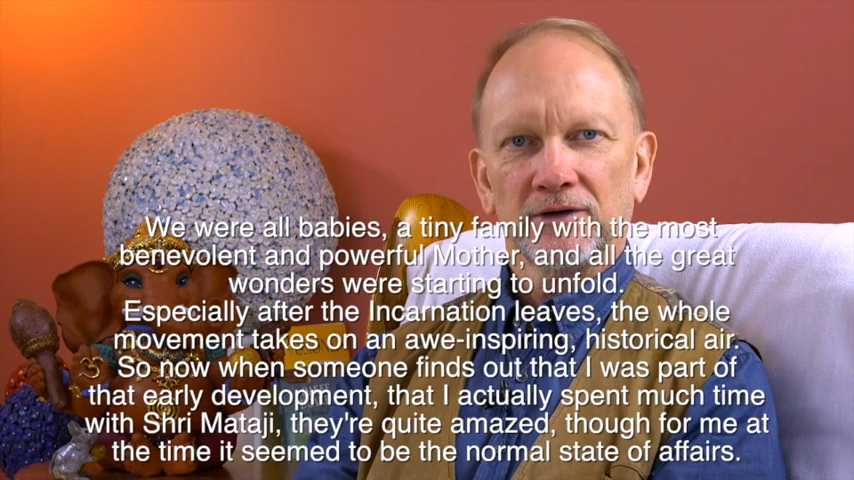 We were all babies, a tiny family with the most
benevolent and powerful Mother, and all the great
wonders were starting to unfold.
Especially after the Incarnation leaves, the whole
movement takes on an awe-inspiring, historical air.
So now when someone finds out that I was part of
that early development, that I actually spent much time
with Shri Mataji, they're quite amazed, though for me at
the time it seemed to be the normal state of affairs.